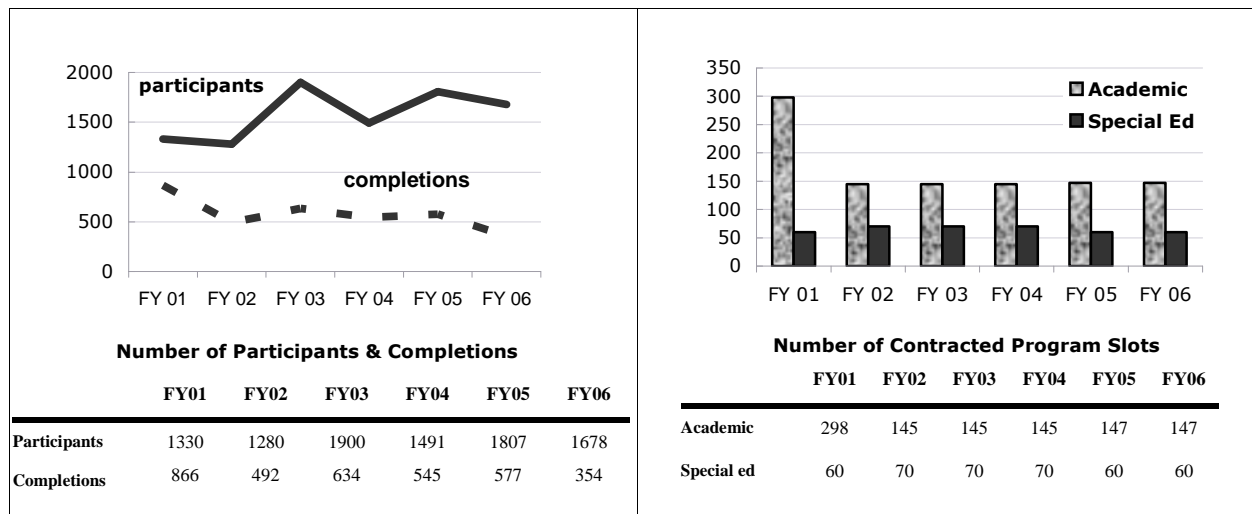 2000
1500
1000
500
0
participants
completions
FY 01 FY 02 FY 03 FY 04 FY 05 FY 06
Number of Participants & Completions
FY01 FY02 FY03 FY04 FY05 FY06
Participants 1330 1280 1900 1491 1807 1678
Completions 866 492 634 545 577 354
350
300
250
200
150
100
50
0
Academic
Special Ed
FY 01 FY 02 FY 03 FY 04 FY 05 FY 06
Number of Contracted Program Slots
FY01 FY02 FY03 FY04 FY05 FY06
Academic 298 145 145 145 147 147
Special ed 60 70 70 70 60 60